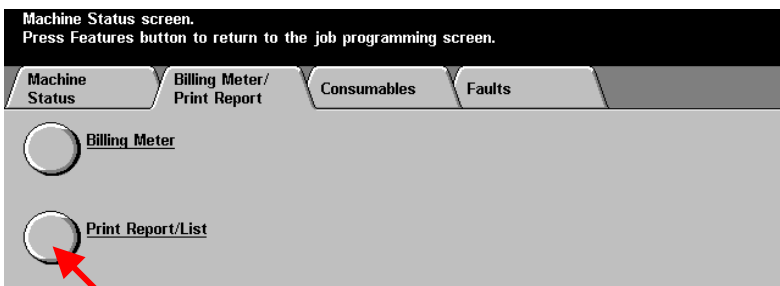 Machine Status screen.
Press Features button to return to the job programming screen.
Machine
Status
Billing Meter/
Print Report
Consumables
Faults
Billing Meter
Print Report/List